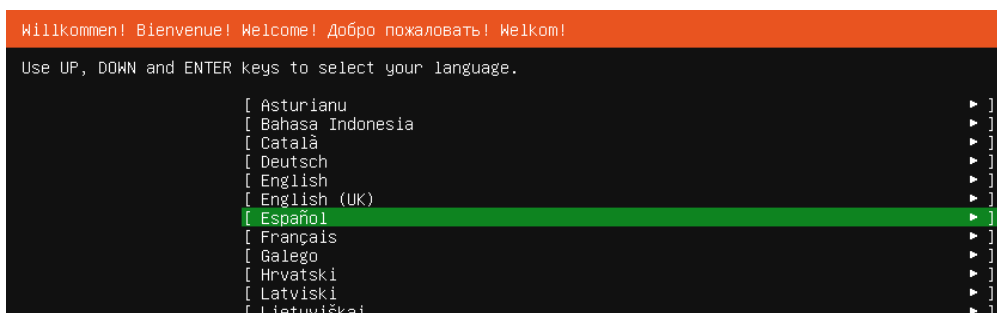 Willkommen! Bienvenue! Welcome! Добро пожаловать! Welkom!
Use UP, DOWN and ENTER keys to select your language.
[ Asturianu ► ]
[ Bahasa Indonesia ► ]
[ Català ► ]
[ Deutsch ► ]
[ English ► ]
[ English (UK) ► ]
[ Español ► ]
[ Français ► ]
[ Galego ► ]
[ Hrvatski ► ]
[ Latviski ► ]
[ Lietuviškai ► ]